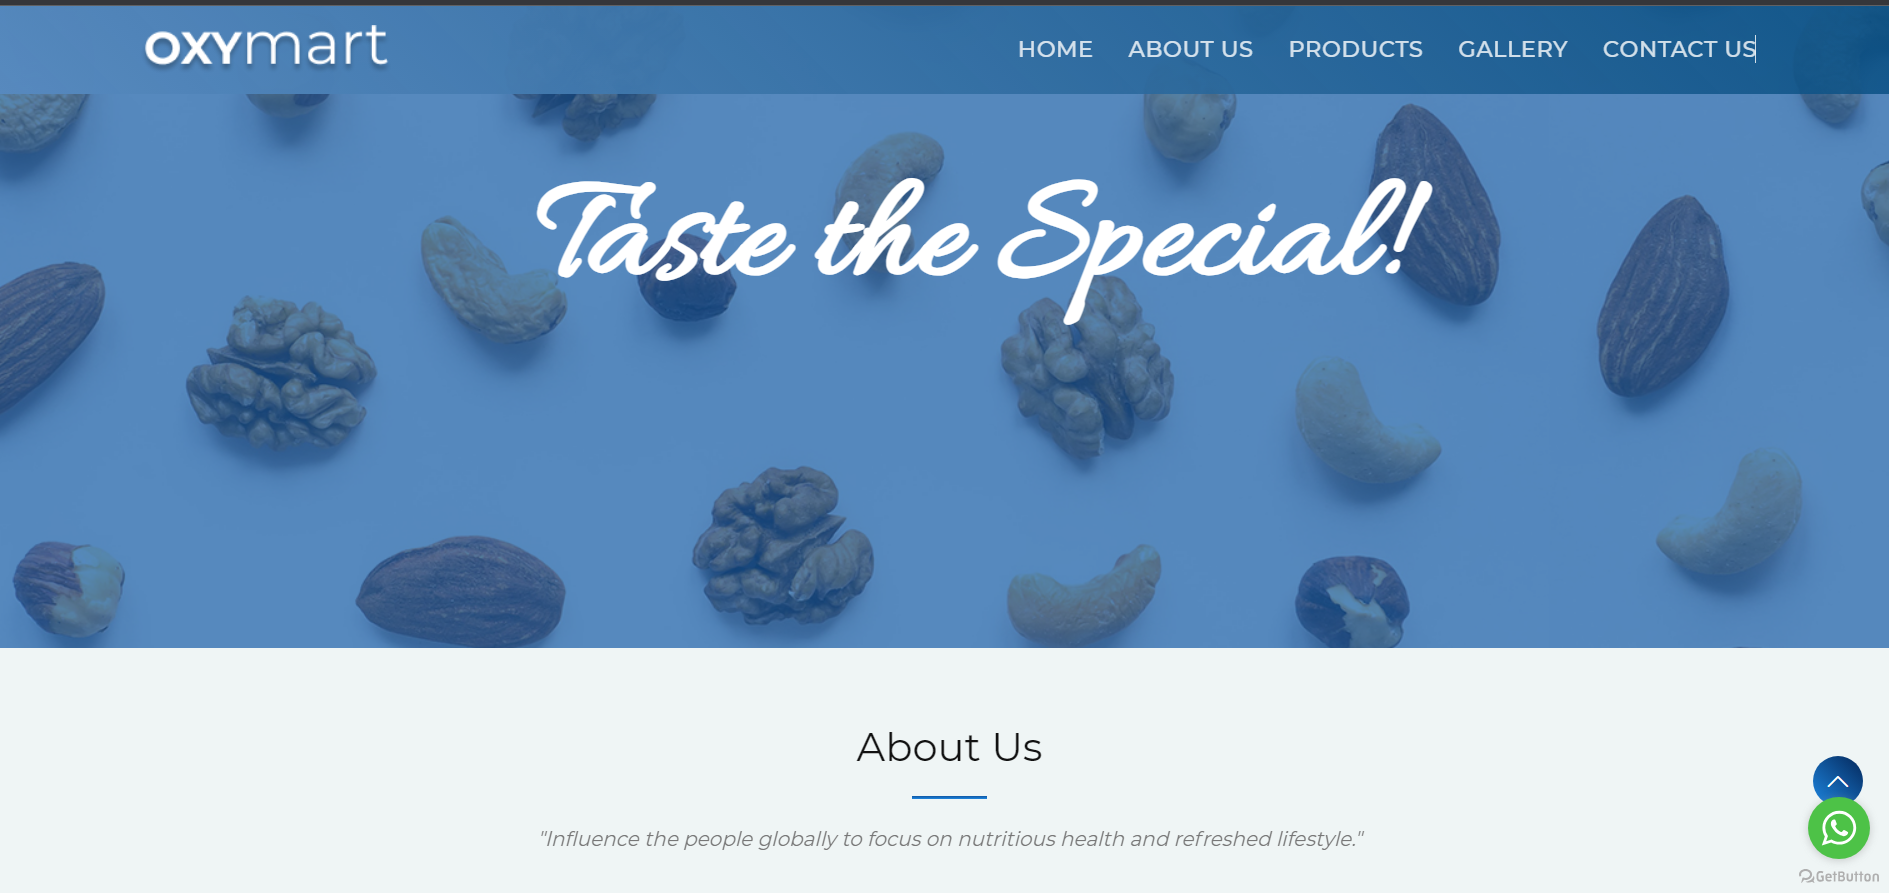 oxymart
HOME ABOUT US PRODUCTS GALLERY CONTACT US
Taste the Special!
About Us
"Influence the people globally to focus on nutritious health and refreshed lifestyle."
GetButton